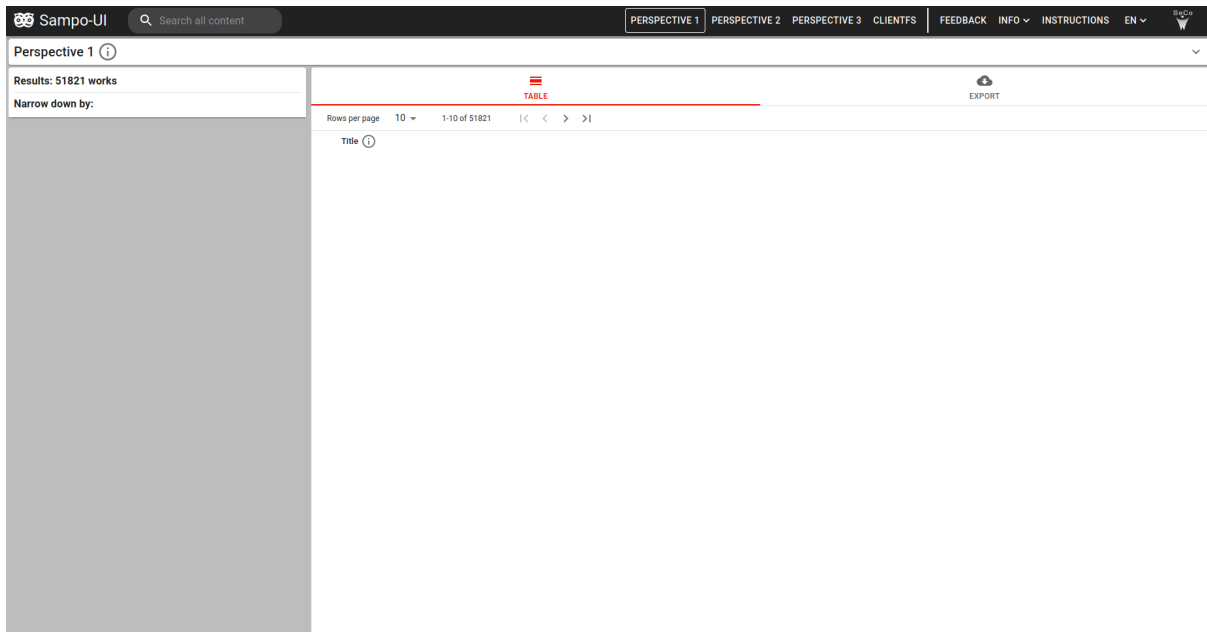 Sampo-UI Search all content PERSPECTIVE 1 PERSPECTIVE 2 PERSPECTIVE 3 CLIENTFS FEEDBACK INFO INSTRUCTIONS EN SeCo
Perspective 1
Results: 51821 works
Narrow down by:
TABLE EXPORT
Rows per page 10 1-10 of 51821
Title